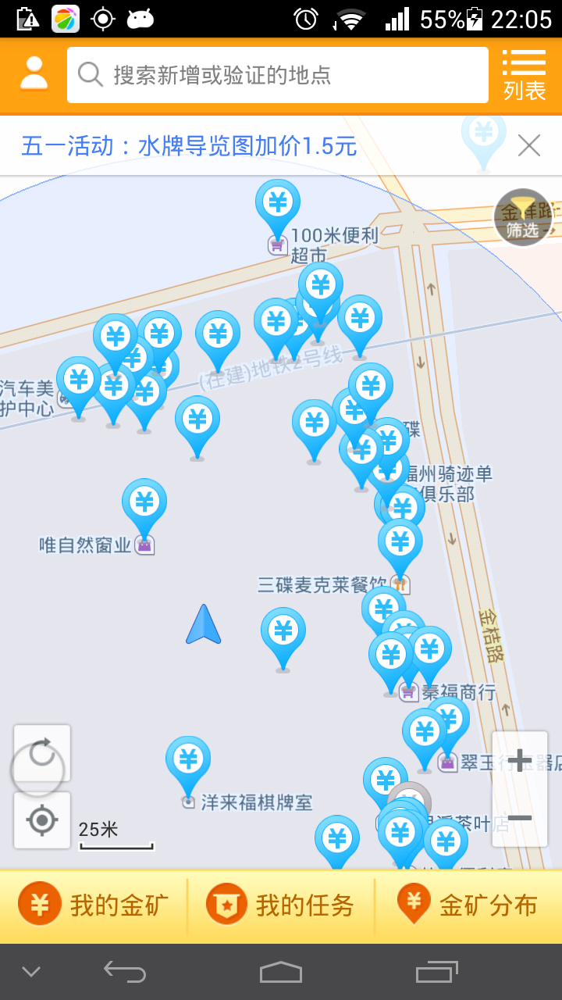 55%
22:05
搜索新增或验证的地点
列表
五一活动：水牌导览图加价1.5元
筛选
100米便利
超市
(在建)地铁2号线
汽车美
护中心
碟
福州骑迹单
俱乐部
唯自然窗业
三碟麦克莱餐饮
金桔路
秦福商行
翠玉行玉器店
洋来福棋牌室
茶叶店
25米
¥
我的金矿
我的任务
¥
金矿分布